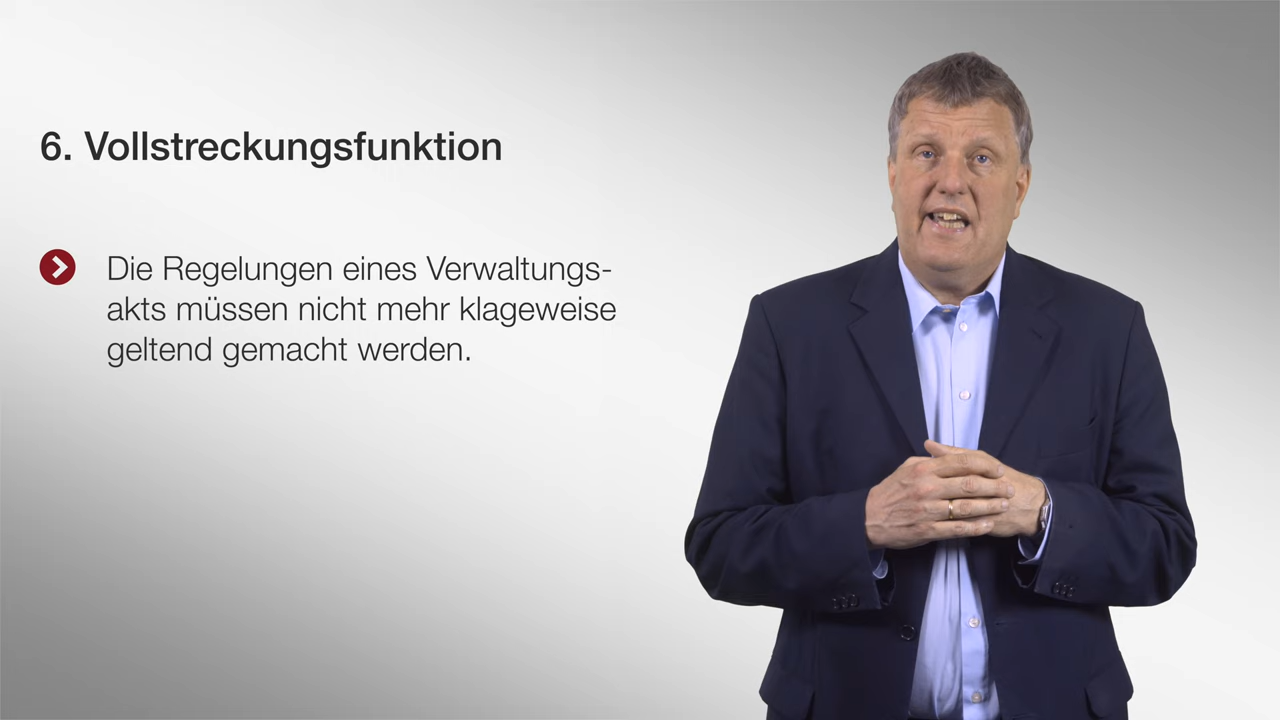 6. Vollstreckungsfunktion
Die Regelungen eines Verwaltungs-
akts müssen nicht mehr klageweise
geltend gemacht werden.